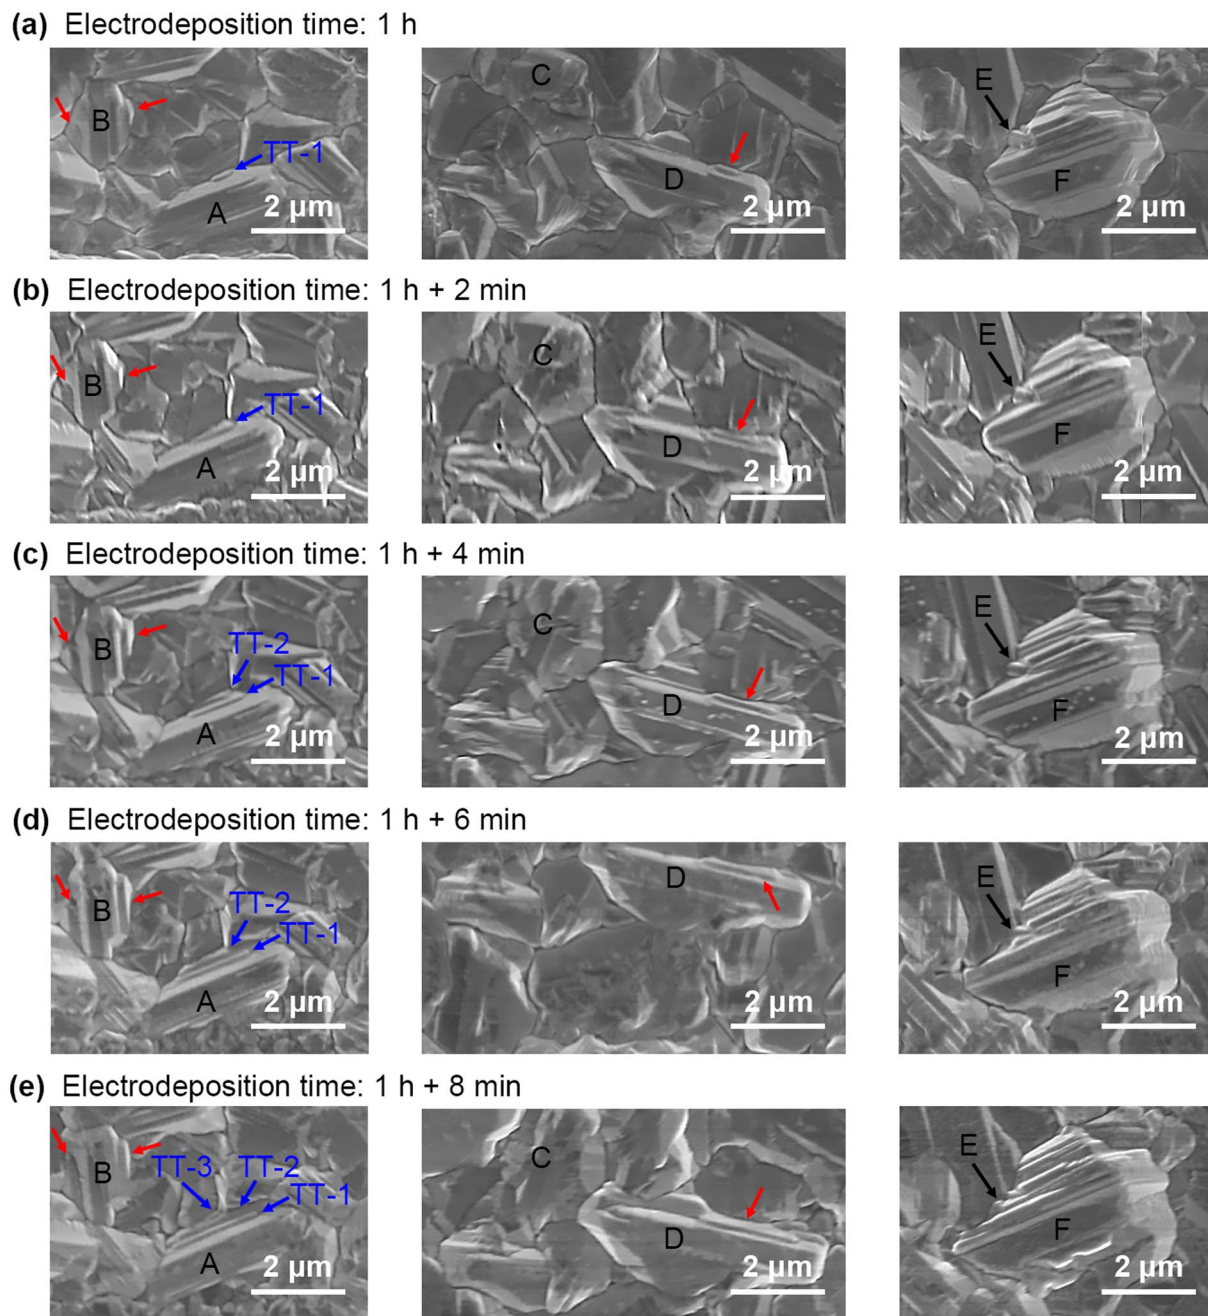 (a) Electrodeposition time: 1 h
B
TT-1
A
2 µm
C
D
2 µm
E
F
2 µm
(b) Electrodeposition time: 1 h + 2 min
B
TT-1
A
2 µm
C
D
2 µm
E
F
2 µm
(c) Electrodeposition time: 1 h + 4 min
B
TT-2
TT-1
A
2 µm
C
D
2 µm
E
F
2 µm
(d) Electrodeposition time: 1 h + 6 min
B
TT-2
TT-1
A
2 µm
D
2 µm
E
F
2 µm
(e) Electrodeposition time: 1 h + 8 min
B
TT-3
TT-2
TT-1
A
2 µm
C
D
2 µm
E
F
2 µm